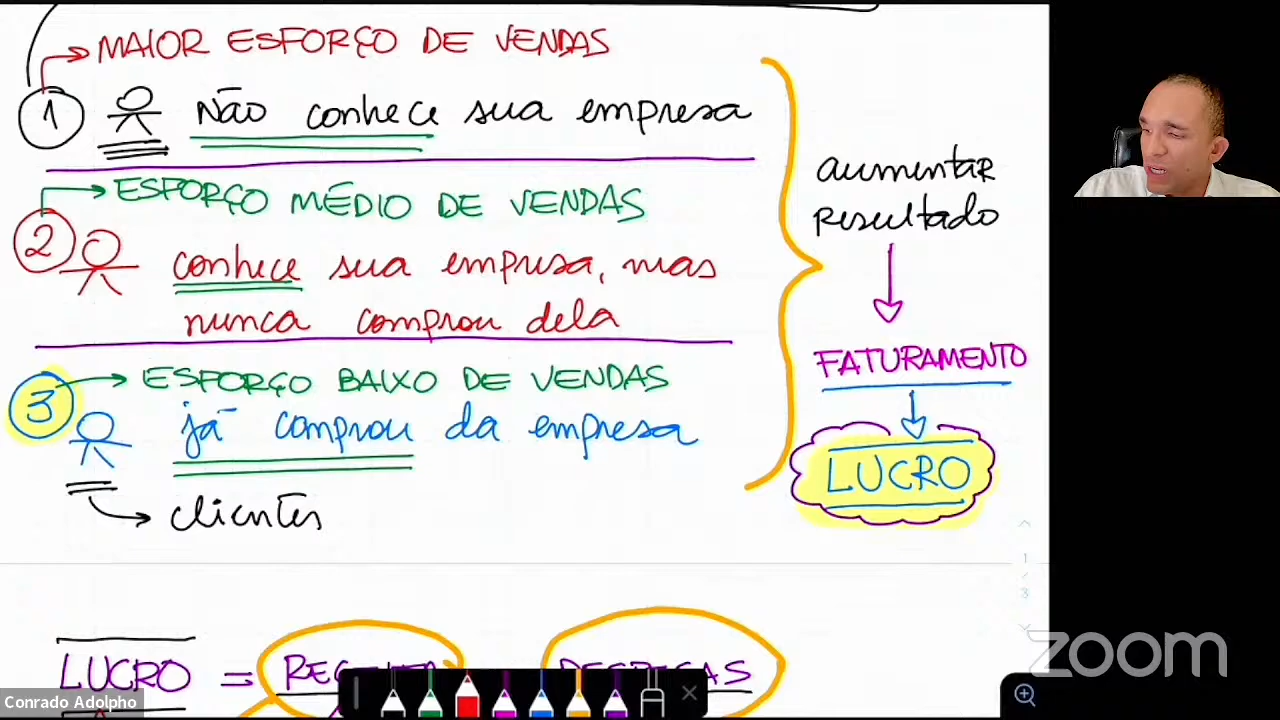 MAIOR ESFORÇO DE VENDAS
1 Não conhece sua empresa
ESFORÇO MÉDIO DE VENDAS
2 conhece sua empresa, mas
nunca comprou dela
3 ESFORÇO BAIXO DE VENDAS
já comprou da empresa
clientes
aumentar
resultado
FATURAMENTO
LUCRO
1
/
3
LUCRO =
zoom
Conrado Adolpho